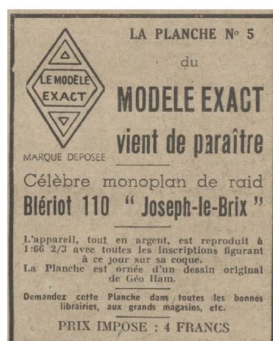 LA PLANCHE Nº 5
du
LE MODÈLE
EXACT
MODELE EXACT
vient de paraître
MARQUE DEPOSÉE
Célèbre monoplan de raid
Blériot 110 “ Joseph-le-Brix ”
L'appareil, tout en argent, est reproduit à
1:66 2/3 avec toutes les inscriptions figurant
à ce jour sur sa coque.
La Planche est ornée d'un dessin original
de Géo Ham.
Demandez cette Planche dans toutes les bonnes
librairies, aux grands magasins, etc.
PRIX IMPOSE : 4 FRANCS